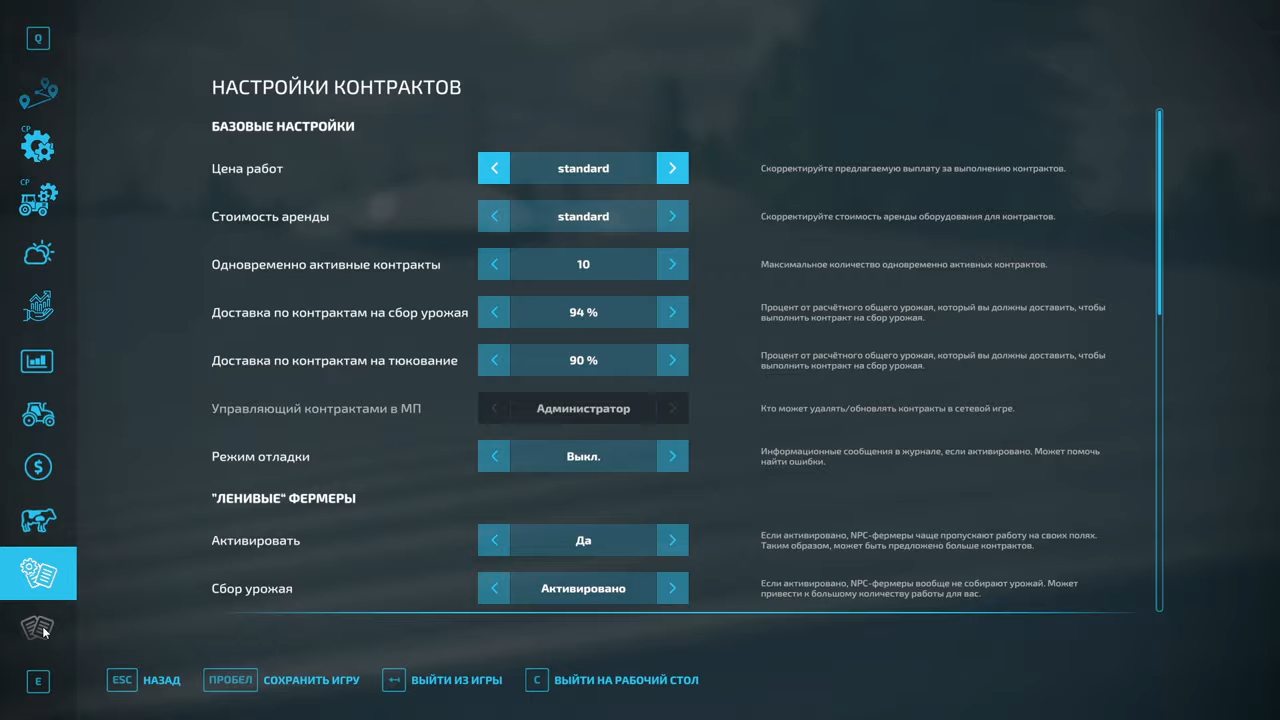 Q
CP
CP
E
НАСТРОЙКИ КОНТРАКТОВ
БАЗОВЫЕ НАСТРОЙКИ
Цена работ
standard
Скорректируйте предлагаемую выплату за выполнению контрактов.
Стоимость аренды
standard
Скорректируйте стоимость аренды оборудования для контрактов.
Одновременно активные контракты
10
Максимальное количество одновременно активных контрактов.
Доставка по контрактам на сбор урожая
94 %
Процент от расчётного общего урожая, который вы должны доставить, чтобы
выполнить контракт на сбор урожая.
Доставка по контрактам на тюкование
90 %
Процент от расчётного общего урожая, который вы должны доставить, чтобы
выполнить контракт на сбор урожая.
Управляющий контрактами в МП
Администратор
Кто может удалять/обновлять контракты в сетевой игре.
Режим отладки
Выкл.
Информационные сообщения в журнале, если активировано. Может помочь
найти ошибки.
"ЛЕНИВЫЕ" ФЕРМЕРЫ
Активировать
Да
Если активировано, NPC-фермеры чаще пропускают работу на своих полях.
Таким образом, может быть предложено больше контрактов.
Сбор урожая
Активировано
Если активировано, NPC-фермеры вообще не собирают урожай. Может
привести к большому количеству работы для вас.
ESC НАЗАД ПРОБЕЛ СОХРАНИТЬ ИГРУ ВЫЙТИ ИЗ ИГРЫ C ВЫЙТИ НА РАБОЧИЙ СТОЛ